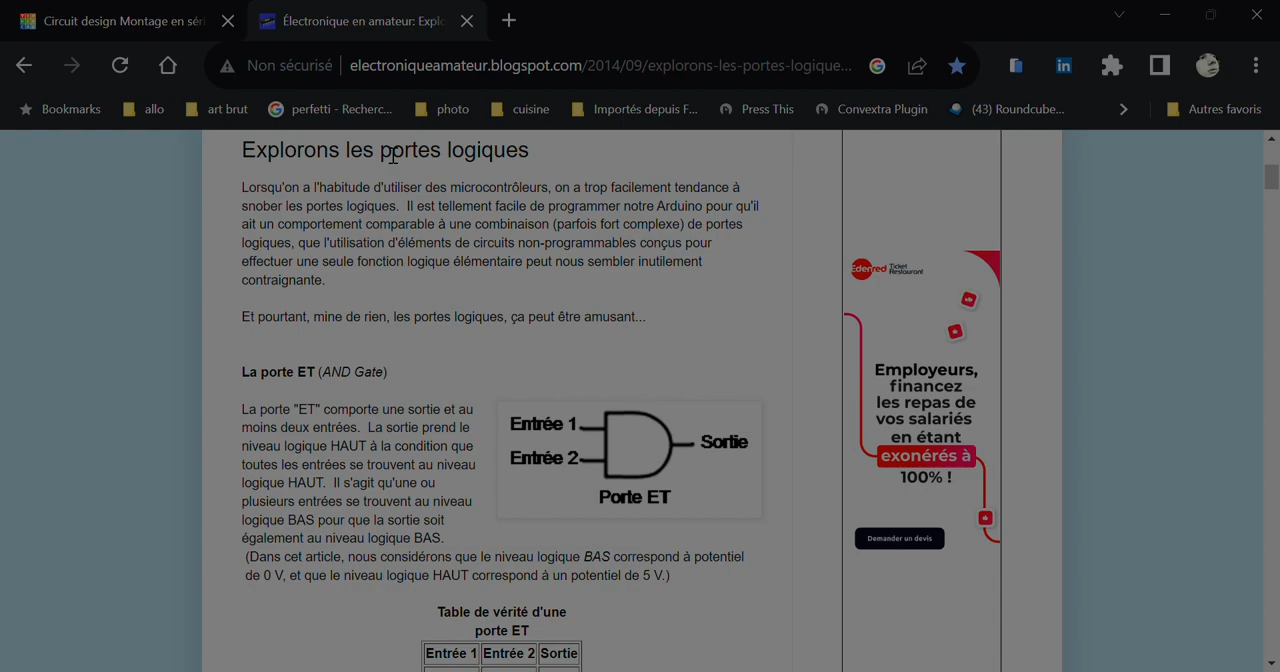 Circuit design Montage en séri
Électronique en amateur: Explo
Non sécurisé
electroniqueamateur.blogspot.com/2014/09/explorons-les-portes-logique...
Bookmarks
allo
art brut
perfetti - Recherc...
photo
cuisine
Importés depuis F...
Press This
Convextra Plugin
(43) Roundcube...
Autres favoris
Explorons les portes logiques
Lorsqu'on a l'habitude d'utiliser des microcontrôleurs, on a trop facilement tendance à
snober les portes logiques. Il est tellement facile de programmer notre Arduino pour qu'il
ait un comportement comparable à une combinaison (parfois fort complexe) de portes
logiques, que l'utilisation d'éléments de circuits non-programmables conçus pour
effectuer une seule fonction logique élémentaire peut nous sembler inutilement
contraignante.
Et pourtant, mine de rien, les portes logiques, ça peut être amusant...
La porte ET (AND Gate)
La porte "ET" comporte une sortie et au
moins deux entrées. La sortie prend le
niveau logique HAUT à la condition que
toutes les entrées se trouvent au niveau
logique HAUT. Il s'agit qu'une ou
plusieurs entrées se trouvent au niveau
logique BAS pour que la sortie soit
également au niveau logique BAS.
(Dans cet article, nous considérons que le niveau logique BAS correspond à potentiel
de 0 V, et que le niveau logique HAUT correspond à un potentiel de 5 V.)
Entrée 1
Entrée 2
Sortie
Porte ET
Table de vérité d'une
porte ET
Entrée 1 Entrée 2 Sortie
Edenred Ticket
Restaurant
Employeurs,
financez
les repas de
vos salariés
en étant
exonérés à
100% !
Demander un devis